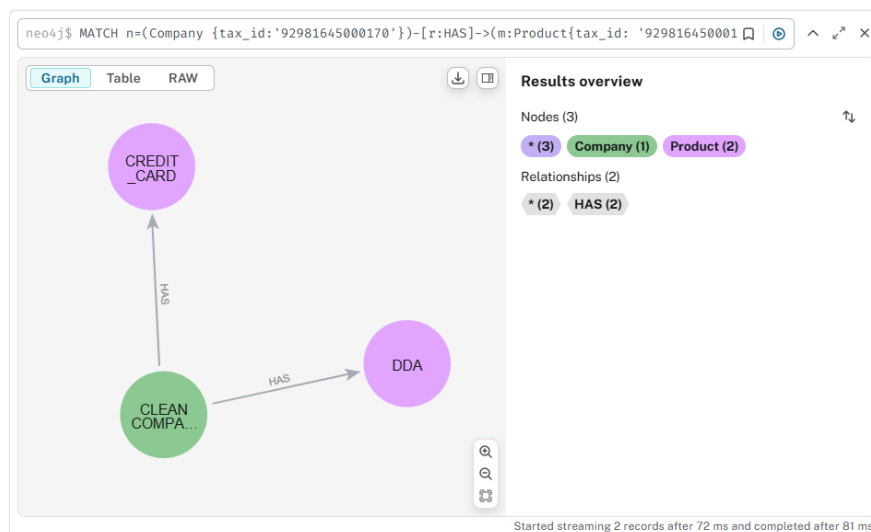 neo4j$ MATCH n=(Company {tax_id:'92981645000170'})-[r:HAS]->(m:Product{tax_id: '929816450001
Graph Table RAW
Results overview
Nodes (3)
* (3) Company (1) Product (2)
Relationships (2)
* (2) HAS (2)
CREDIT
_CARD
HAS
HAS
DDA
CLEAN
COMPA...
Started streaming 2 records after 72 ms and completed after 81 ms